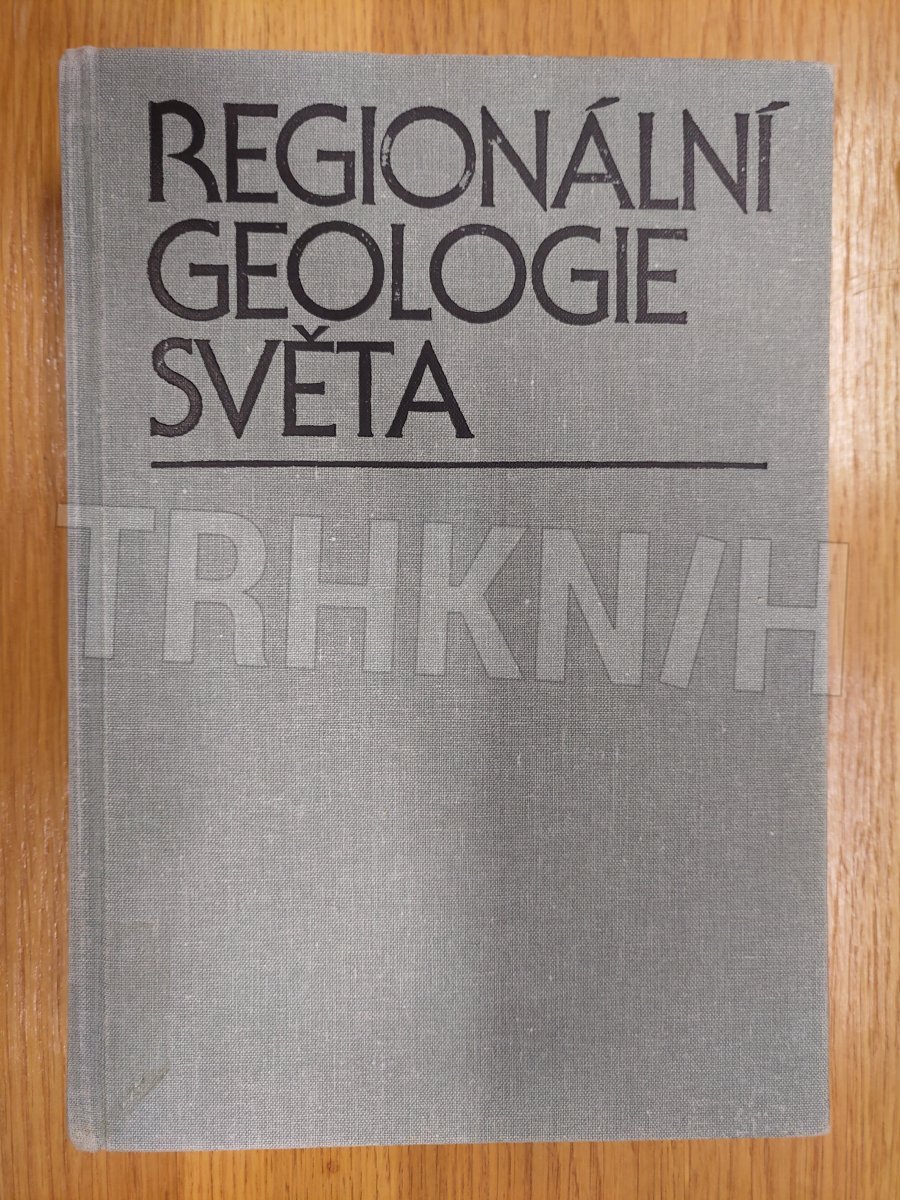 REGIONÁLNÍ
GEOLOGIE
SVĚTA
TRHKNIH